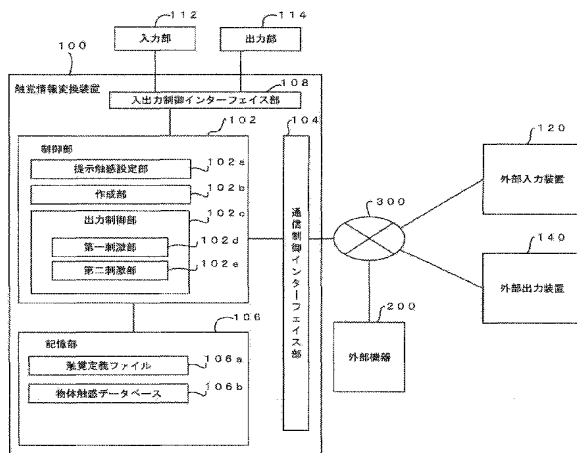 112
入力部
114
出力部
100
触覚情報変換装置
108
入出力制御インターフェイス部
102
制御部
提示触感設定部
102a
作成部
102b
出力制御部
102c
第一刺激部
102d
第二刺激部
102e
104
通信制御インターフェイス部
106
記憶部
触覚定義ファイル
106a
物体触感データベース
106b
300
200
外部機器
120
外部入力装置
140
外部出力装置